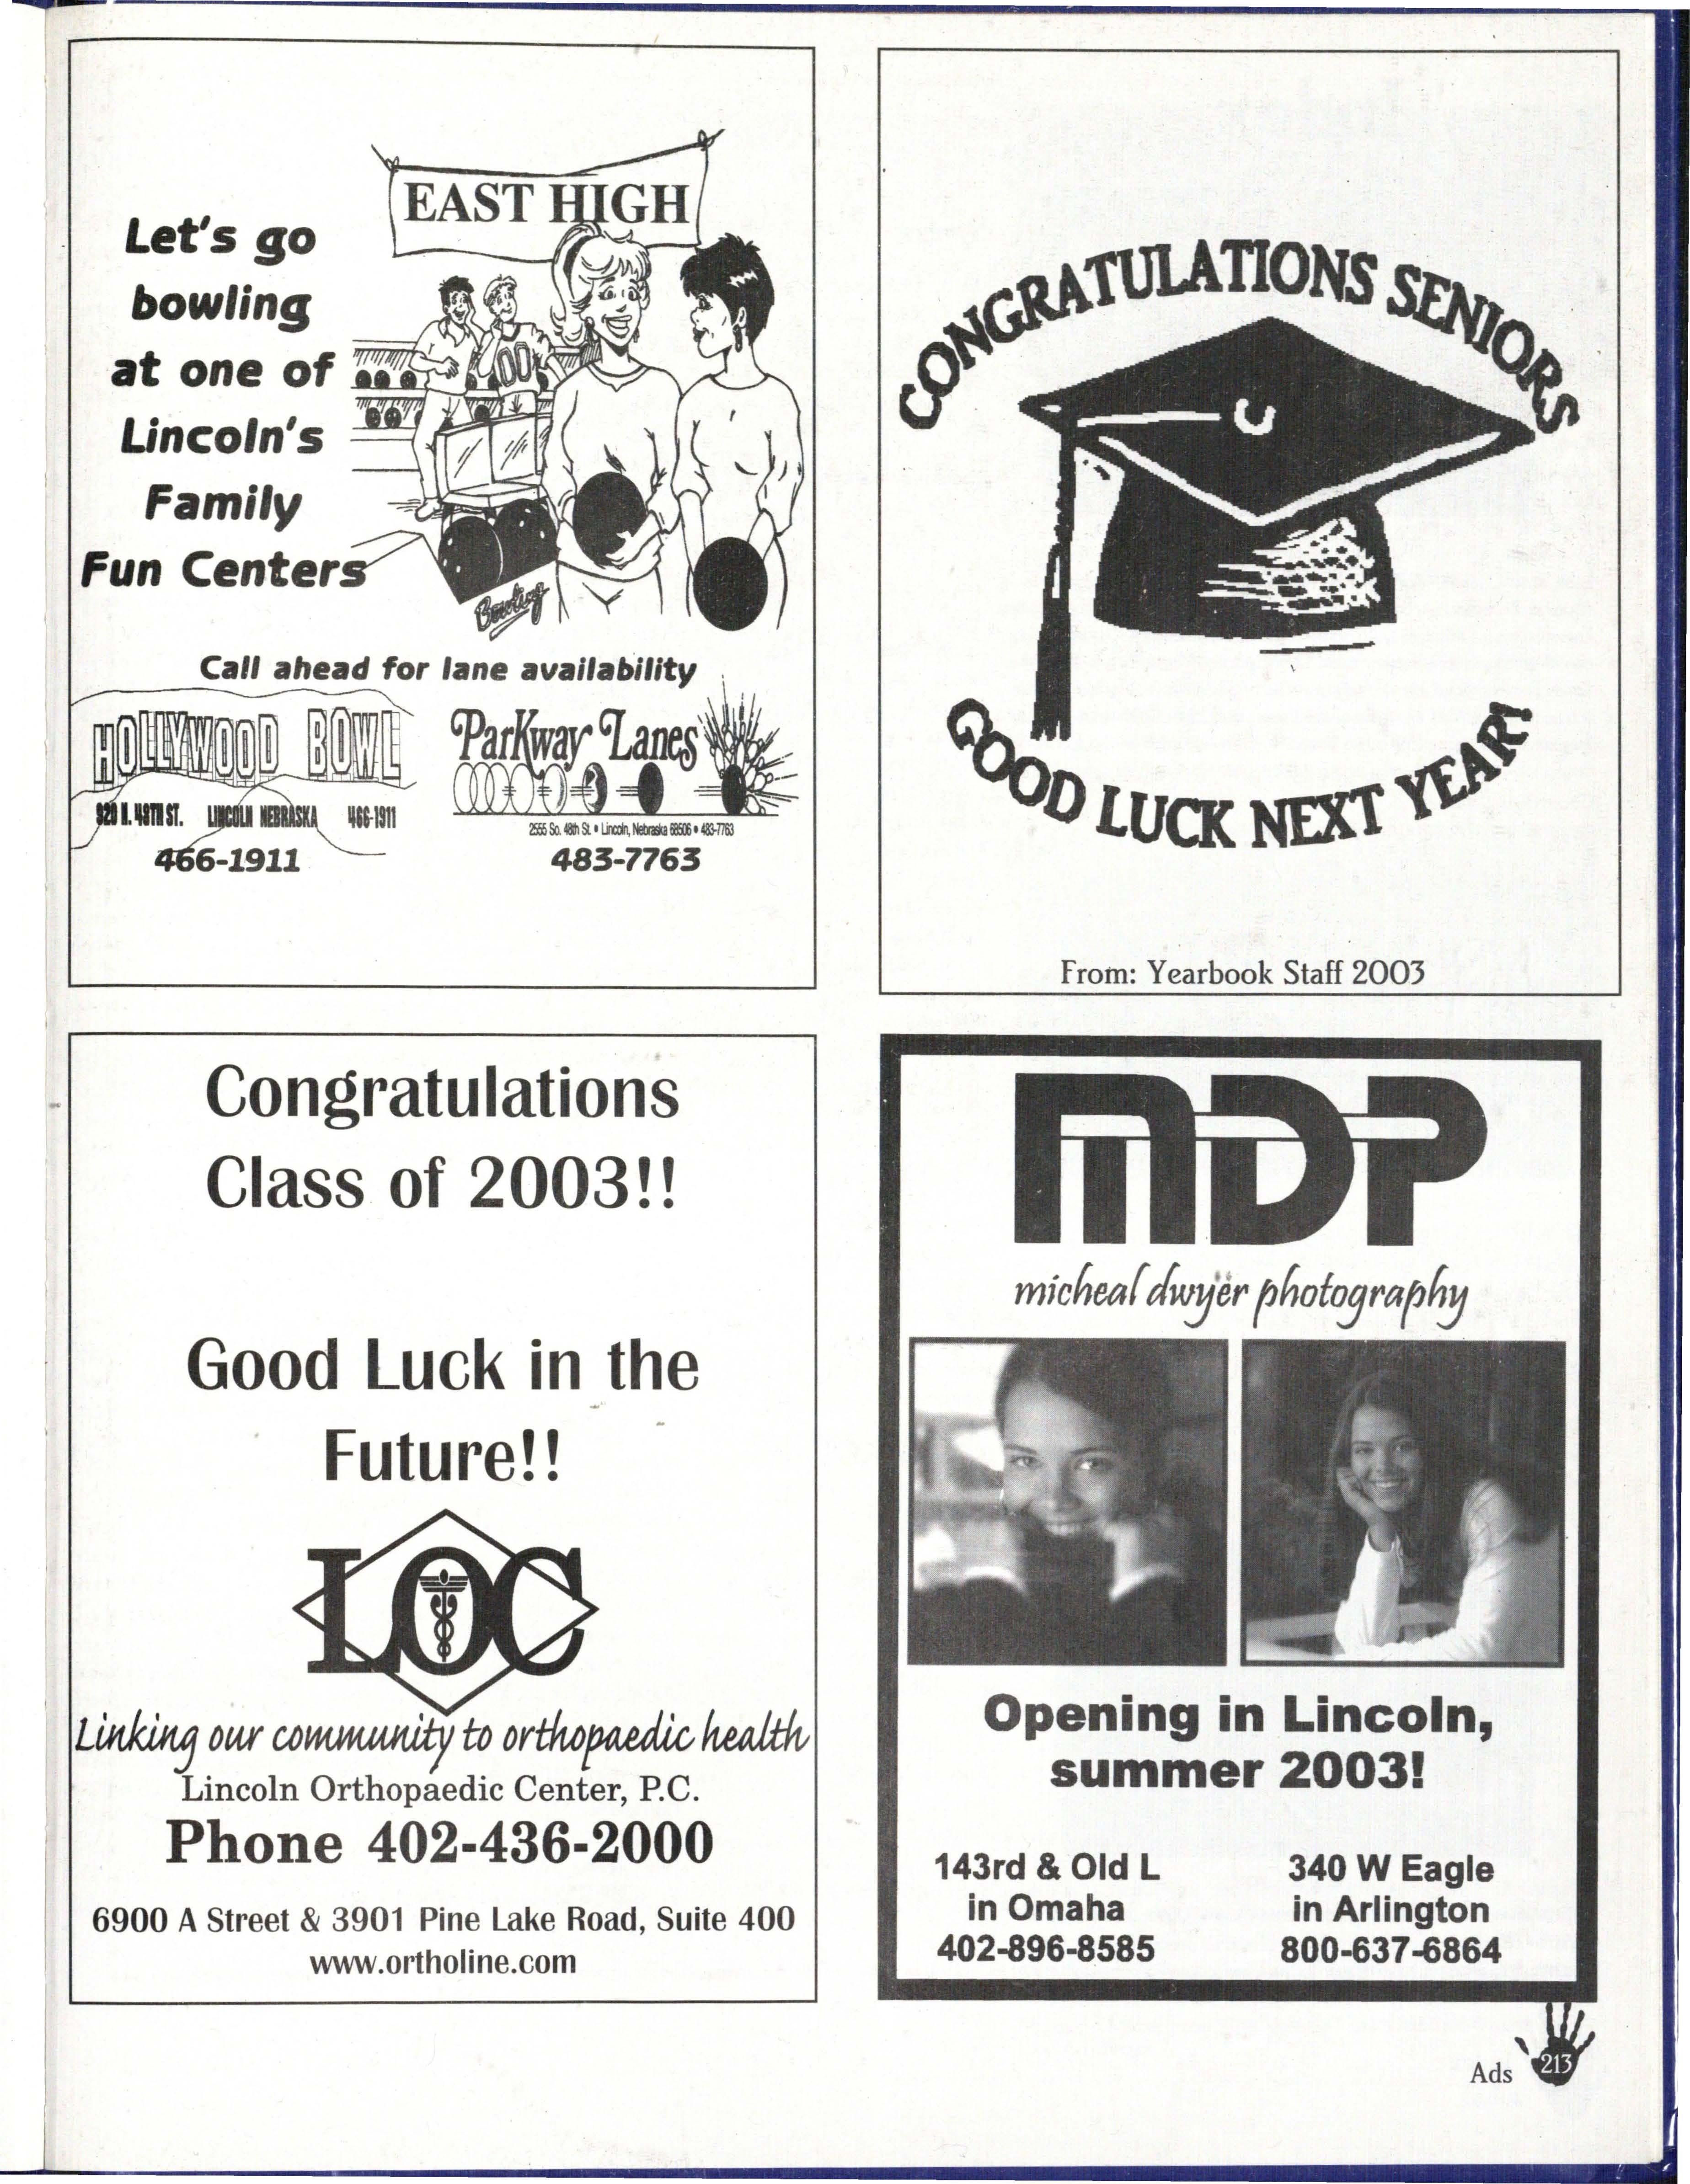 EAST HIGH
Let's go
bowling
at one of
Lincoln's
Family
Fun Centers
00
Bowling
Call ahead for lane availability
HOLLYWOOD BOWL
920 N. 48TH ST. LINCOLN NEBRASKA 466-1911
466-1911
Parkway Lanes
2555 So. 48th St. • Lincoln, Nebraska 68506 • 483-7763
483-7763
CONGRATULATIONS SENIORS
GOOD LUCK NEXT YEAR!
From: Yearbook Staff 2003
Congratulations
Class of 2003!!
Good Luck in the
Future!!
LOC
Linking our community to orthopaedic health
Lincoln Orthopaedic Center, P.C.
Phone 402-436-2000
6900 A Street & 3901 Pine Lake Road, Suite 400
www.ortholine.com
MDP
micheal dwyer photography
Opening in Lincoln,
summer 2003!
143rd & Old L
in Omaha
402-896-8585
340 W Eagle
in Arlington
800-637-6864
Ads 213